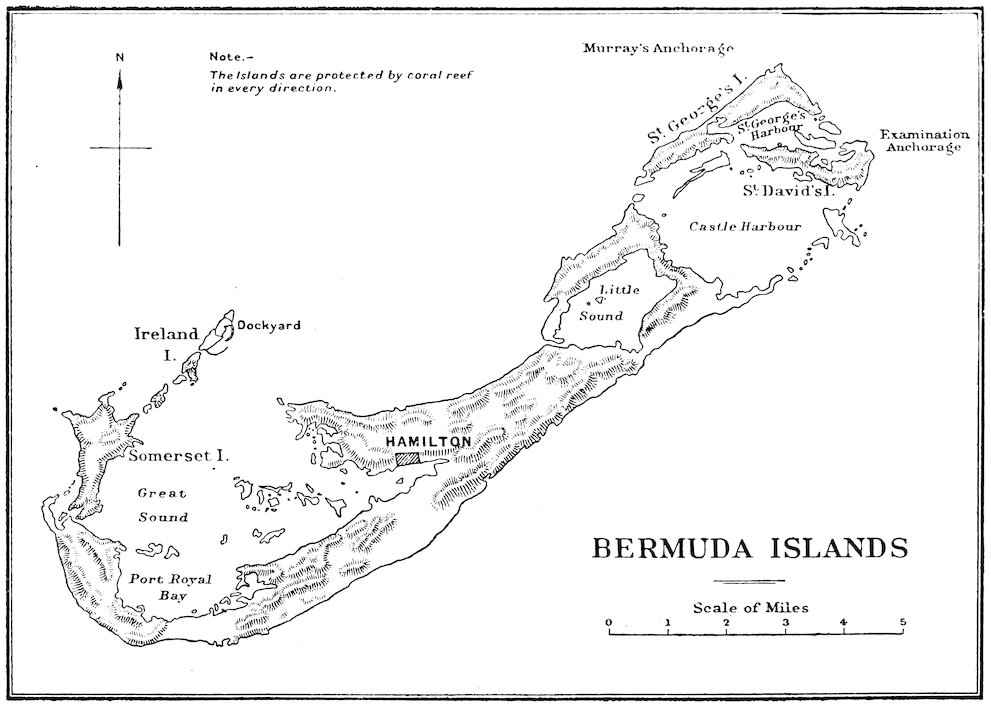 Murray's Anchorage
N
Note.-
The Islands are protected by coral reef
in every direction.
St. George's I.
St. George's
Harbour
Examination
Anchorage
St. David's I.
Castle Harbour
Little
Sound
Ireland
I.
Dockyard
HAMILTON
Somerset I.
Great
Sound
Port Royal
Bay
BERMUDA ISLANDS
Scale of Miles
0 1 2 3 4 5